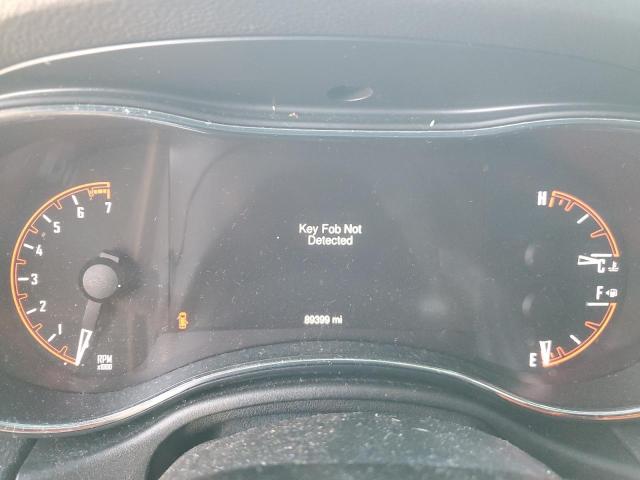 7
6
5
4
3
2
1
RPM
x1000
Key Fob Not
Detected
89399 mi
H
C
F
E